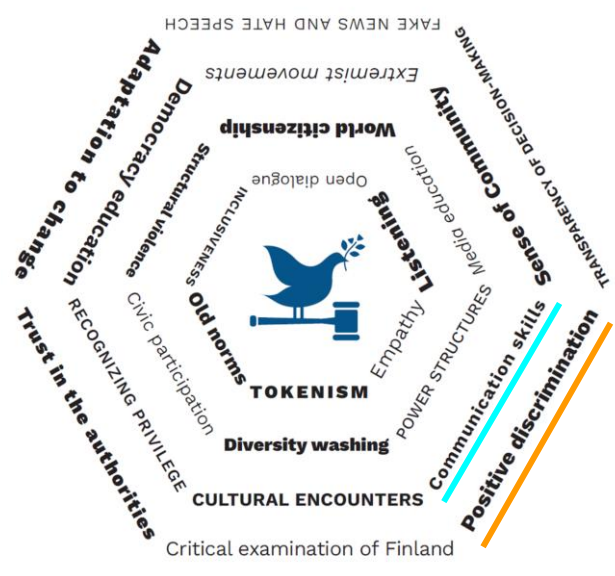 FAKE NEWS AND HATE SPEECH
TRANSPARENCY OF DECISION-MAKING
Positive discrimination
Critical examination of Finland
Trust in the authorities
Adaptation to change
Extremist movements
Sense of Community
Communication skills
CULTURAL ENCOUNTERS
RECOGNIZING PRIVILEGE
Democracy education
World citizenship
Media education
POWER STRUCTURES
Diversity washing
Civic participation
Structural violence
Open dialogue
Listening
Empathy
TOKENISM
Old norms
INCLUSIVENESS